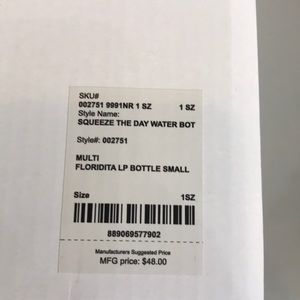 SKU#
002751 9991NR 1 SZ 1 SZ
Style Name:
SQUEEZE THE DAY WATER BOT
Style#: 002751
MULTI
FLORIDITA LP BOTTLE SMALL
Size 1SZ
889069577902
Manufacturers Suggested Price
MFG price: $48.00